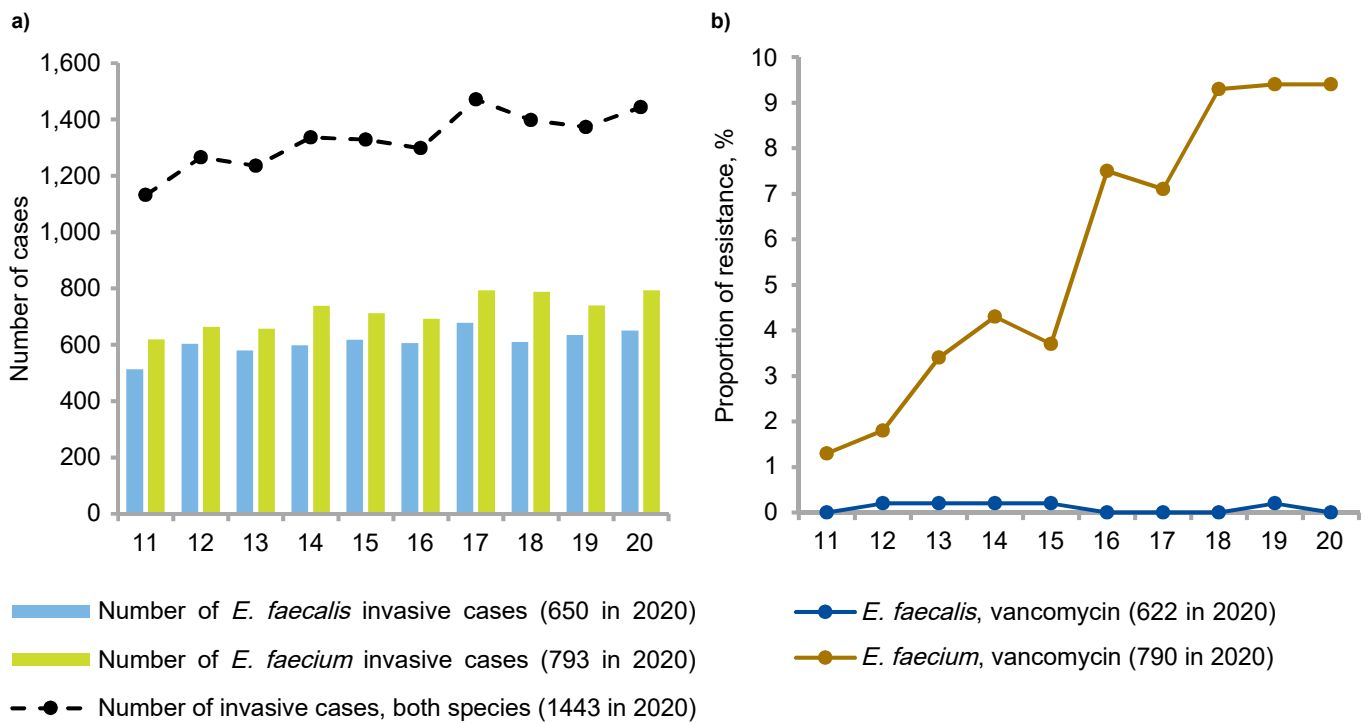 a)
1,600
1,400
1,200
1,000
800
600
400
200
0
Number of cases
11 12 13 14 15 16 17 18 19 20
Number of E. faecalis invasive cases (650 in 2020)
Number of E. faecium invasive cases (793 in 2020)
Number of invasive cases, both species (1443 in 2020)
b)
10
9
8
7
6
5
4
3
2
1
0
Proportion of resistance, %
11 12 13 14 15 16 17 18 19 20
E. faecalis, vancomycin (622 in 2020)
E. faecium, vancomycin (790 in 2020)